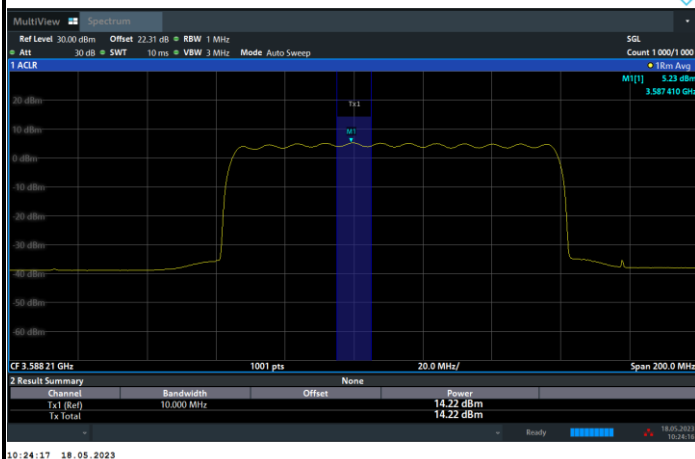 MultiView Spectrum
Ref Level 30.00 dBm Offset 22.31 dB RBW 1 MHz SGL
Att 30 dB SWT 10 ms VBW 3 MHz Mode Auto Sweep Count 1 000/1 000
1 ACLR 1Rm Avg
M1[1] 5.23 dBm
3.587 410 GHz
20 dBm
Tx1
10 dBm
M1
0 dBm
-10 dBm
-20 dBm
-30 dBm
-40 dBm
-50 dBm
-60 dBm
CF 3.588 21 GHz 1001 pts 20.0 MHz/ Span 200.0 MHz
2 Result Summary None
Channel Bandwidth Offset Power
Tx1 (Ref) 10.000 MHz 14.22 dBm
Tx Total 14.22 dBm
Ready 18.05.2023
10:24:16
10:24:17 18.05.2023